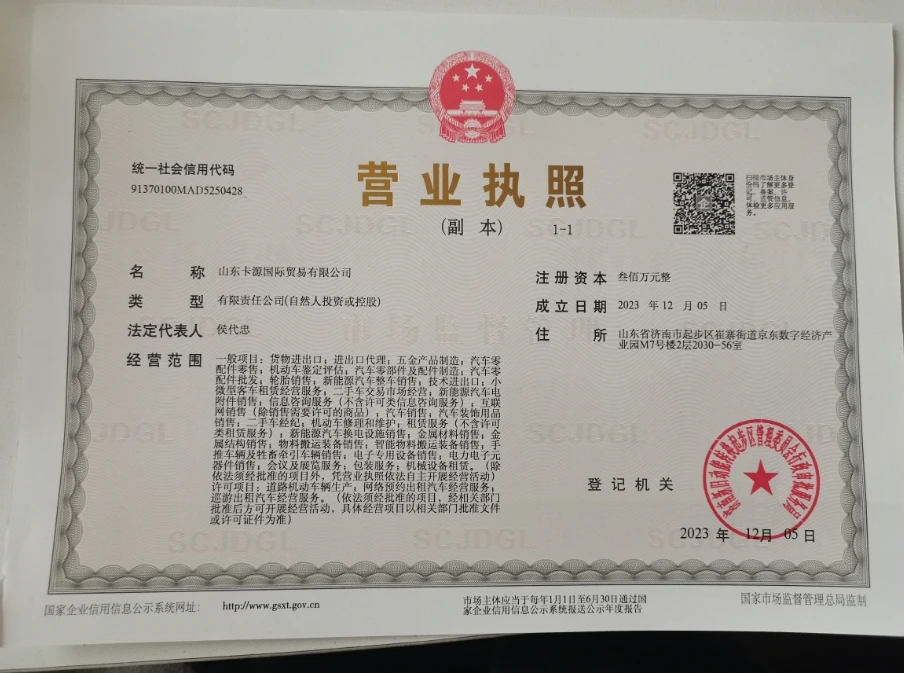 统一社会信用代码
91370100MAD5250428
营业执照
(副 本) 1-1
扫描市场主体身
份码了解更多登
记、备案、许
可、监管信息,
体验更多应用服
务。
名 称 山东卡源国际贸易有限公司
类 型 有限责任公司(自然人投资或控股)
法定代表人 侯代忠
经营范围 一般项目:货物进出口;进出口代理;五金产品制造;汽车零
配件零售;机动车鉴定评估;汽车零部件及配件制造;汽车零
配件批发;轮胎销售;新能源汽车整车销售;技术进出口;小
微型客车租赁经营服务;二手车交易市场经营;新能源汽车电
附件销售;信息咨询服务(不含许可类信息咨询服务);互联
网销售(除销售需要许可的商品);汽车销售;汽车装饰用品
销售;二手车经纪;机动车修理和维护;租赁服务(不含许可
类租赁服务);新能源汽车换电设施销售;金属材料销售;金
属结构销售;物料搬运装备销售;智能物料搬运装备销售;手
推车辆及牲畜牵引车辆销售;电子专用设备销售;电力电子元
器件销售;会议及展览服务;包装服务;机械设备租赁。(除
依法须经批准的项目外,凭营业执照依法自主开展经营活动)
许可项目:道路机动车辆生产;网络预约出租汽车经营服务;
巡游出租汽车经营服务。(依法须经批准的项目,经相关部门
批准后方可开展经营活动,具体经营项目以相关部门批准文件
或许可证件为准)
注册资本 叁佰万元整
成立日期 2023 年 12 月 05 日
住 所 山东省济南市起步区崔寨街道京东数字经济产
业园M7号楼2层2030-56室
登记机关
2023 年 12月 05 日
国家企业信用信息公示系统网址: http://www.gsxt.gov.cn
市场主体应当于每年1月1日至6月30日通过国
家企业信用信息公示系统报送公示年度报告
国家市场监督管理总局监制
SCJDGL
市场监督管理